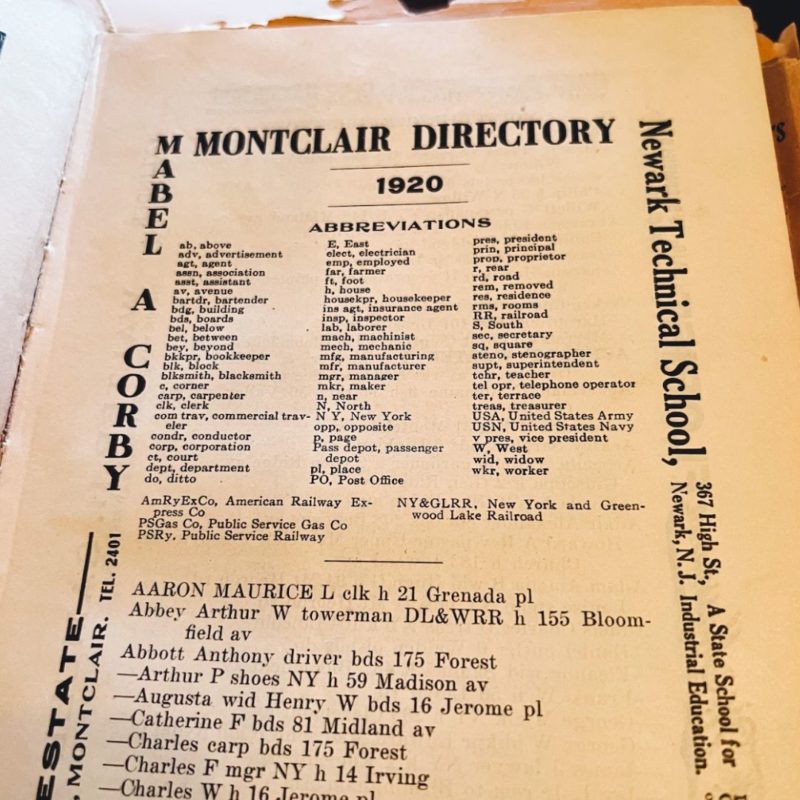 MONTCLAIR DIRECTORY
1920
ABBREVIATIONS
ab, above
adv, advertisement
agt, agent
assn, association
asst, assistant
av, avenue
bartdr, bartender
bdg, building
bds, boards
bel, below
bet, between
bey, beyond
bkkpr, bookkeeper
blk, block
blksmith, blacksmith
c, corner
carp, carpenter
clk, clerk
com trav, commercial trav-
eler
condr, conductor
corp, corporation
ct, court
dept, department
do, ditto
E, East
elect, electrician
emp, employed
far, farmer
ft, foot
h, house
housekpr, housekeeper
ins agt, insurance agent
insp, inspector
lab, laborer
mach, machinist
mech, mechanic
mfg, manufacturing
mfr, manufacturer
mgr, manager
mkr, maker
n, near
N, North
N Y, New York
opp, opposite
p, page
Pass depot, passenger
depot
pl, place
PO, Post Office
pres, president
prin, principal
prop, proprietor
r, rear
rd, road
rem, removed
res, residence
rms, rooms
RR, railroad
S, South
sec, secretary
sq, square
steno, stenographer
supt, superintendent
tchr, teacher
tel opr, telephone operator
ter, terrace
treas, treasurer
USA, United States Army
USN, United States Navy
v pres, vice president
W, West
wid, widow
wkr, worker
AmRyExCo, American Railway Ex-
press Co
PSGas Co, Public Service Gas Co
PSRy, Public Service Railway
NY&GLRR, New York and Green-
wood Lake Railroad
AARON MAURICE L clk h 21 Grenada pl
Abbey Arthur W towerman DL&WRR h 155 Bloom-
field av
Abbott Anthony driver bds 175 Forest
—Arthur P shoes NY h 59 Madison av
—Augusta wid Henry W bds 16 Jerome pl
—Catherine F bds 81 Midland av
—Charles carp bds 175 Forest
—Charles F mgr NY h 14 Irving
—Charles W h 16 Jerome pl
MABEL A CORBY
ESTATE—
, MONTCLAIR. TEL. 2401
Newark Technical School,
367 High St, A State School for
Newark, N. J. Industrial Education.